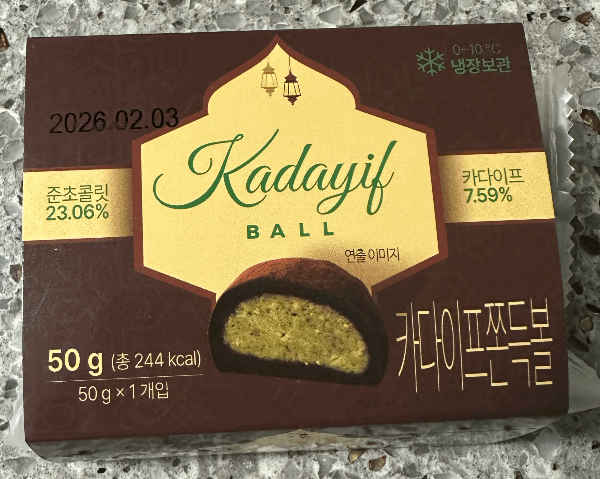 0~10 ℃
냉장보관
2026.02.03
Kadayif
BALL
준초콜릿
23.06%
카다이프
7.59%
연출 이미지
카다이프쫀득볼
50 g (총 244 kcal)
50 g × 1 개입